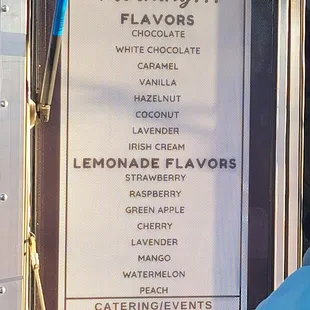 FLAVORS
CHOCOLATE
WHITE CHOCOLATE
CARAMEL
VANILLA
HAZELNUT
COCONUT
LAVENDER
IRISH CREAM
LEMONADE FLAVORS
STRAWBERRY
RASPBERRY
GREEN APPLE
CHERRY
LAVENDER
MANGO
WATERMELON
PEACH
CATERING/EVENTS